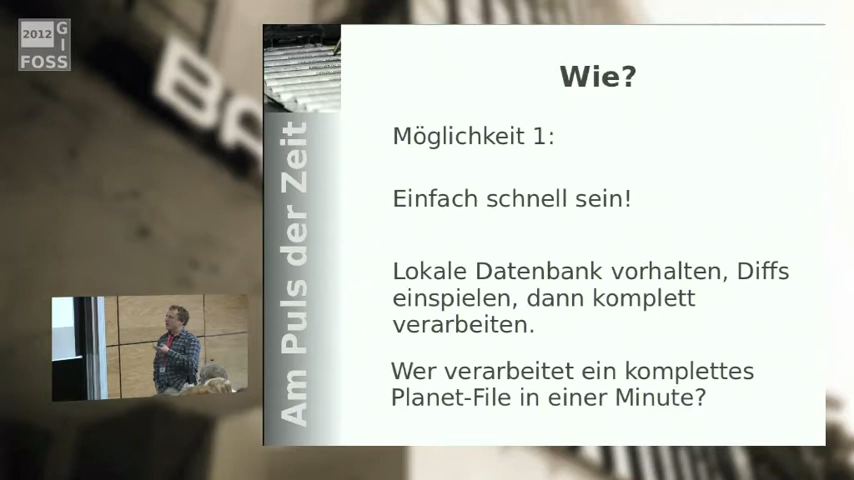 2012
G
I
FOSS
BA
Am Puls der Zeit
Wie?
Möglichkeit 1:
Einfach schnell sein!
Lokale Datenbank vorhalten, Diffs
einspielen, dann komplett
verarbeiten.
Wer verarbeitet ein komplettes
Planet-File in einer Minute?